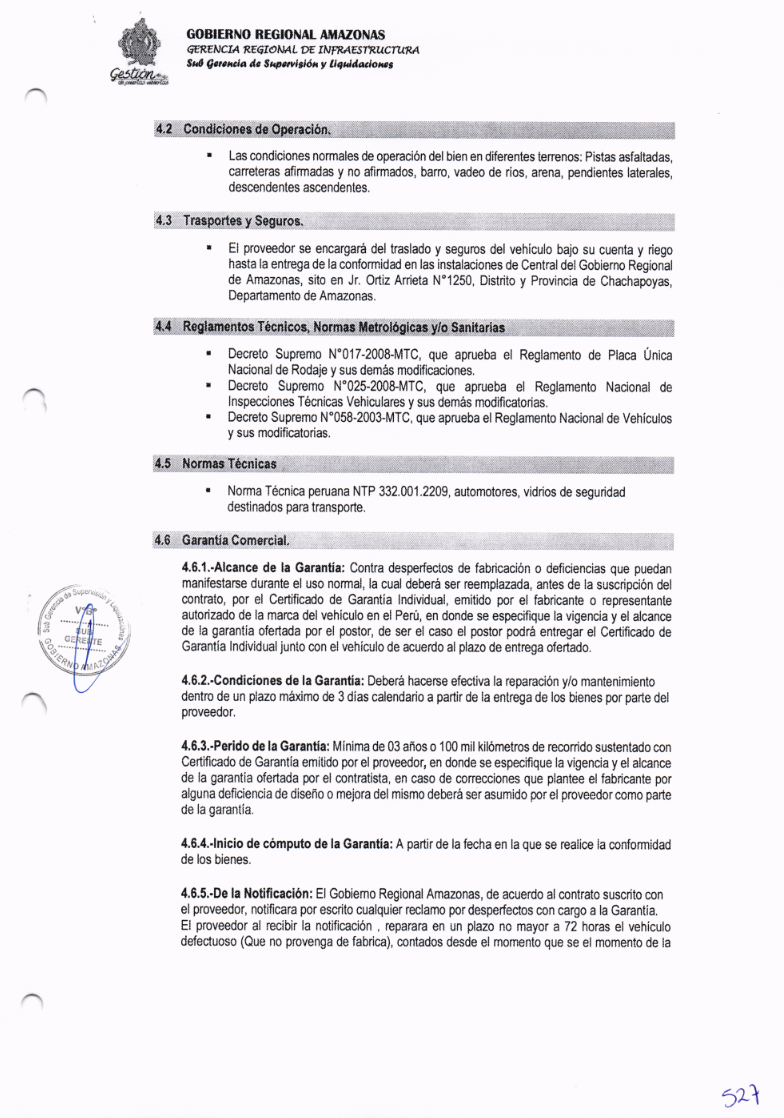 GOBIERNO REGIONAL AMAZONAS
GERENCIA REGIONAL DE INFRAESTRUCTURA
Sub Gerencia de Supervisión y Liquidaciones
Gestión
4.2 Condiciones de Operación.
▪ Las condiciones normales de operación del bien en diferentes terrenos: Pistas asfaltadas,
carreteras afirmadas y no afirmados, barro, vadeo de rios, arena, pendientes laterales,
descendentes ascendentes.
4.3 Trasportes y Seguros.
▪ El proveedor se encargará del traslado y seguros del vehículo bajo su cuenta y riego
hasta la entrega de la conformidad en las instalaciones de Central del Gobierno Regional
de Amazonas, sito en Jr. Ortiz Arrieta N°1250, Distrito y Provincia de Chachapoyas,
Departamento de Amazonas.
4.4 Reglamentos Técnicos, Normas Metrológicas y/o Sanitarias
▪ Decreto Supremo N°017-2008-MTC, que aprueba el Reglamento de Placa Única
Nacional de Rodaje y sus demás modificaciones.
▪ Decreto Supremo N°025-2008-MTC, que aprueba el Reglamento Nacional de
Inspecciones Técnicas Vehiculares y sus demás modificatorias.
▪ Decreto Supremo N°058-2003-MTC, que aprueba el Reglamento Nacional de Vehículos
y sus modificatorias.
4.5 Normas Técnicas
▪ Norma Técnica peruana NTP 332.001.2209, automotores, vidrios de seguridad
destinados para transporte.
4.6 Garantía Comercial.
4.6.1.-Alcance de la Garantía: Contra desperfectos de fabricación o deficiencias que puedan
manifestarse durante el uso normal, la cual deberá ser reemplazada, antes de la suscripción del
contrato, por el Certificado de Garantía Individual, emitido por el fabricante o representante
autorizado de la marca del vehículo en el Perú, en donde se especifique la vigencia y el alcance
de la garantía ofertada por el postor, de ser el caso el postor podrá entregar el Certificado de
Garantía Individual junto con el vehículo de acuerdo al plazo de entrega ofertado.
Sub Gerencia de Supervisión y Liquidaciones
V°B°
SUB
GERENTE
GOBIERNO AMAZONAS
4.6.2.-Condiciones de la Garantía: Deberá hacerse efectiva la reparación y/o mantenimiento
dentro de un plazo máximo de 3 días calendario a partir de la entrega de los bienes por parte del
proveedor.
4.6.3.-Perido de la Garantía: Mínima de 03 años o 100 mil kilómetros de recorrido sustentado con
Certificado de Garantía emitido por el proveedor, en donde se especifique la vigencia y el alcance
de la garantía ofertada por el contratista, en caso de correcciones que plantee el fabricante por
alguna deficiencia de diseño o mejora del mismo deberá ser asumido por el proveedor como parte
de la garantía.
4.6.4.-Inicio de cómputo de la Garantía: A partir de la fecha en la que se realice la conformidad
de los bienes.
4.6.5.-De la Notificación: El Gobierno Regional Amazonas, de acuerdo al contrato suscrito con
el proveedor, notificara por escrito cualquier reclamo por desperfectos con cargo a la Garantía.
El proveedor al recibir la notificación , reparara en un plazo no mayor a 72 horas el vehículo
defectuoso (Que no provenga de fabrica), contados desde el momento que se el momento de la
527